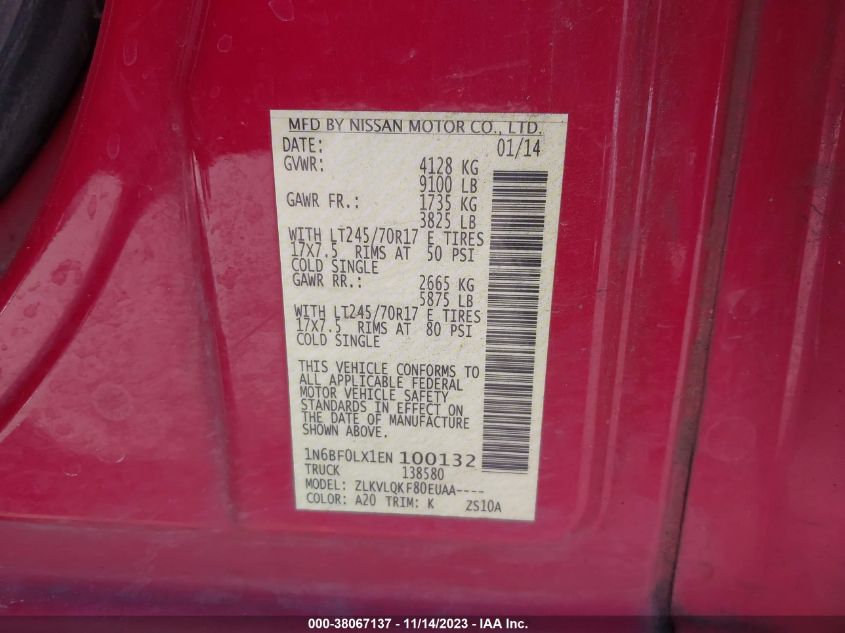 MFD BY NISSAN MOTOR CO., LTD.
DATE: 01/14
GVWR: 4128 KG
9100 LB
GAWR FR.: 1735 KG
3825 LB
WITH LT245/70R17 E TIRES
17X7.5 RIMS AT 50 PSI
COLD SINGLE
GAWR RR.: 2665 KG
5875 LB
WITH LT245/70R17 E TIRES
17X7.5 RIMS AT 80 PSI
COLD SINGLE
THIS VEHICLE CONFORMS TO
ALL APPLICABLE FEDERAL
MOTOR VEHICLE SAFETY
STANDARDS IN EFFECT ON
THE DATE OF MANUFACTURE
SHOWN ABOVE.
1N6BF0LX1EN 100132
TRUCK 138580
MODEL: ZLKVLQKF80EUAA----
COLOR: A20 TRIM: K ZS10A
000-38067137 - 11/14/2023 - IAA Inc.